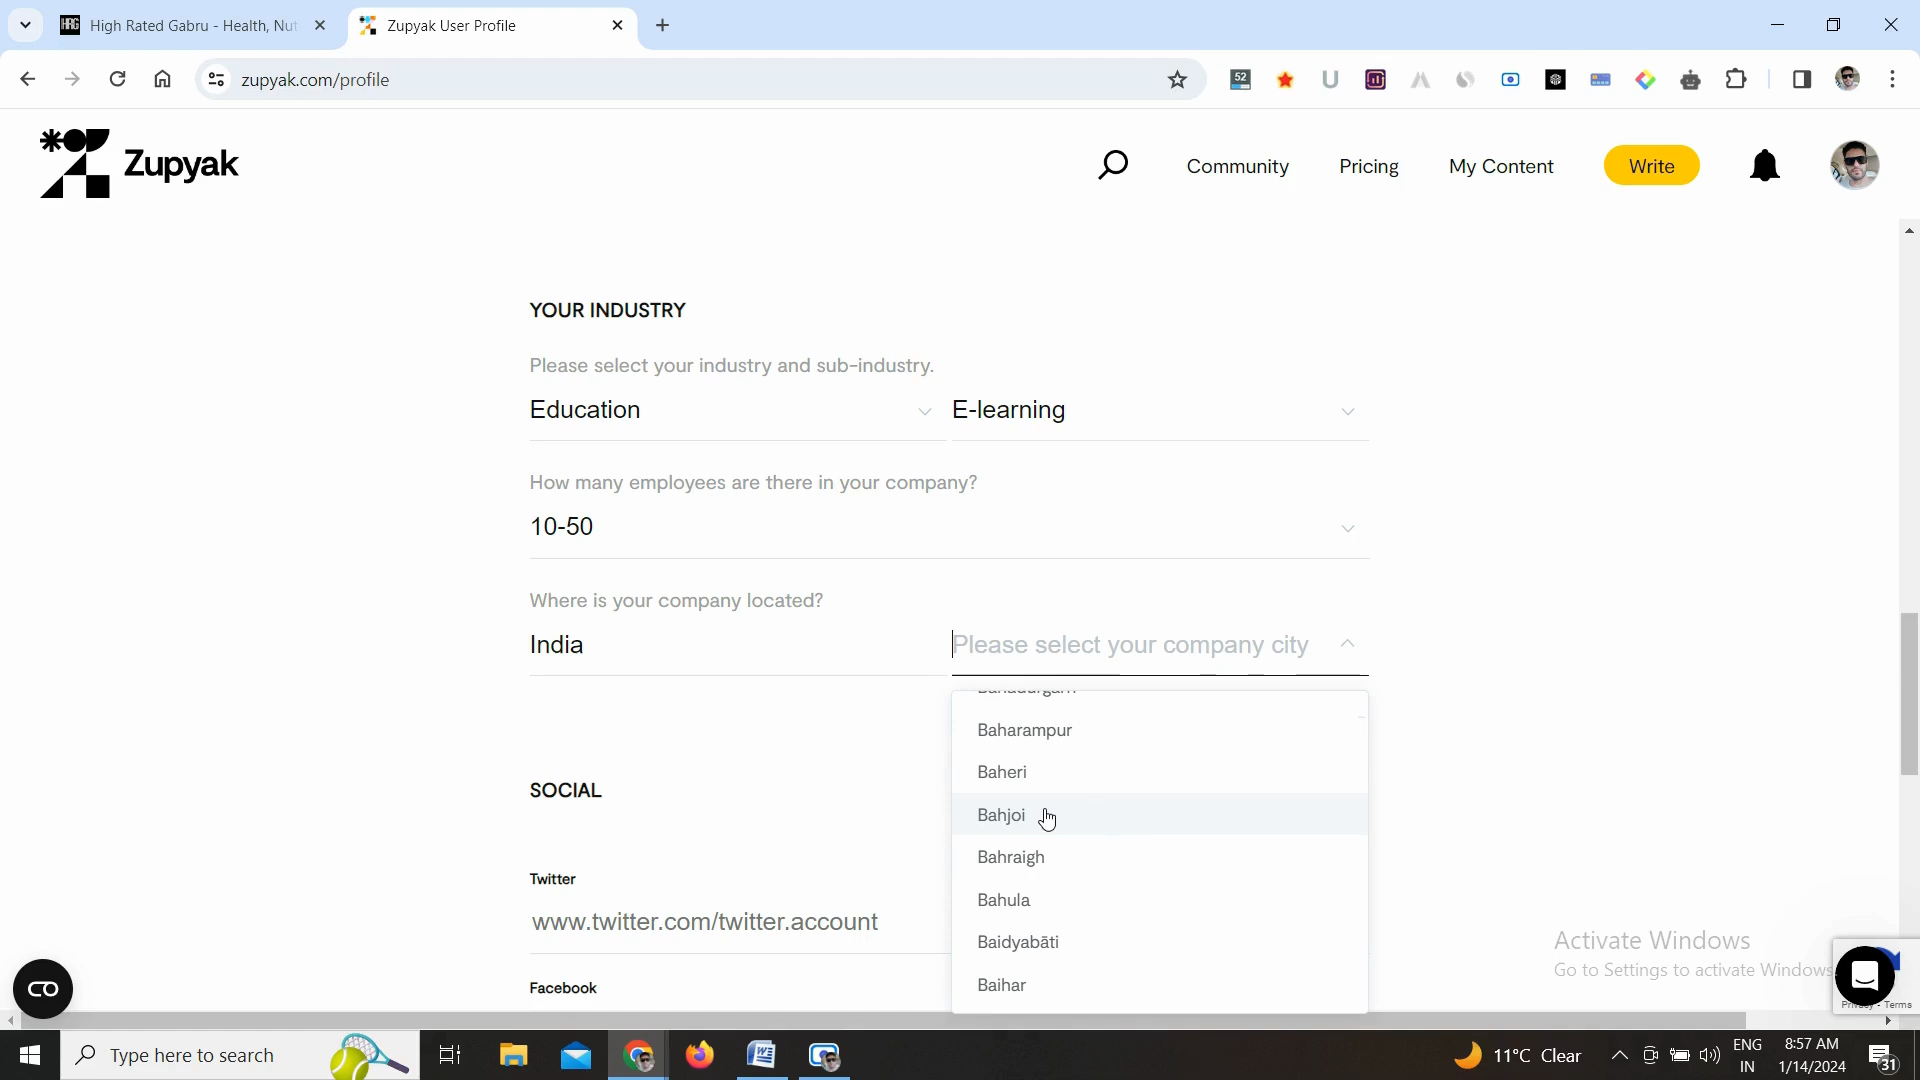 High Rated Gabru - Health, Nut
Zupyak User Profile
zupyak.com/profile
52
Zupyak
Community
Pricing
My Content
Write
YOUR INDUSTRY
Please select your industry and sub-industry.
Education
E-learning
How many employees are there in your company?
10-50
Where is your company located?
India
Please select your company city
Baharampur
Baheri
Bahjoi
Bahraigh
Bahula
Baidyabāti
Baihar
SOCIAL
Twitter
www.twitter.com/twitter.account
Facebook
Activate Windows
Go to Settings to activate Windows
Privacy - Terms
Type here to search
11°C Clear
ENG
IN
8:57 AM
1/14/2024
31